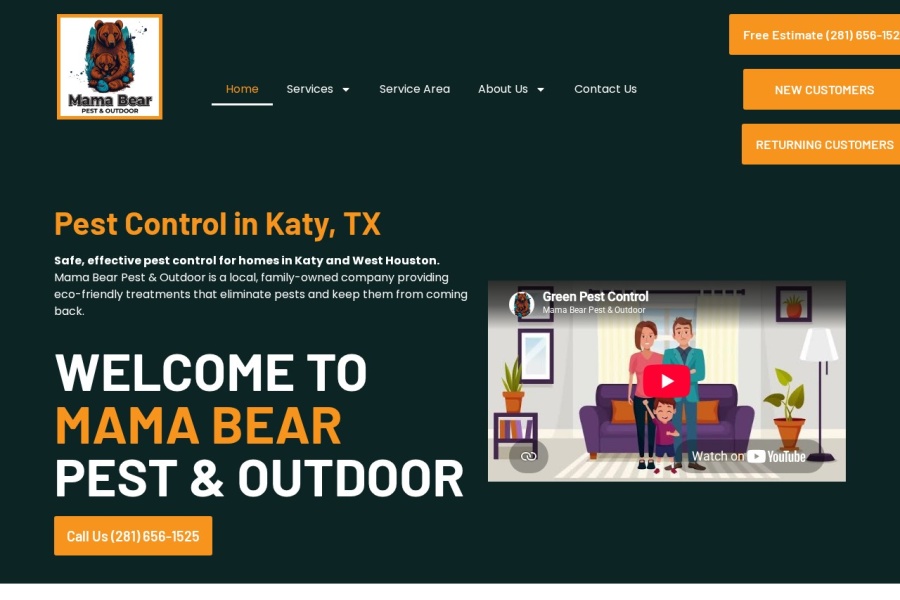 Free Estimate (281) 656-152
Mama Bear
PEST & OUTDOOR
Home
Services
Service Area
About Us
Contact Us
NEW CUSTOMERS
RETURNING CUSTOMERS
Pest Control in Katy, TX
Safe, effective pest control for homes in Katy and West Houston.
Mama Bear Pest & Outdoor is a local, family-owned company providing
eco-friendly treatments that eliminate pests and keep them from coming
back.
Green Pest Control
Mama Bear Pest & Outdoor
WELCOME TO
MAMA BEAR
PEST & OUTDOOR
Watch on YouTube
Call Us (281) 656-1525